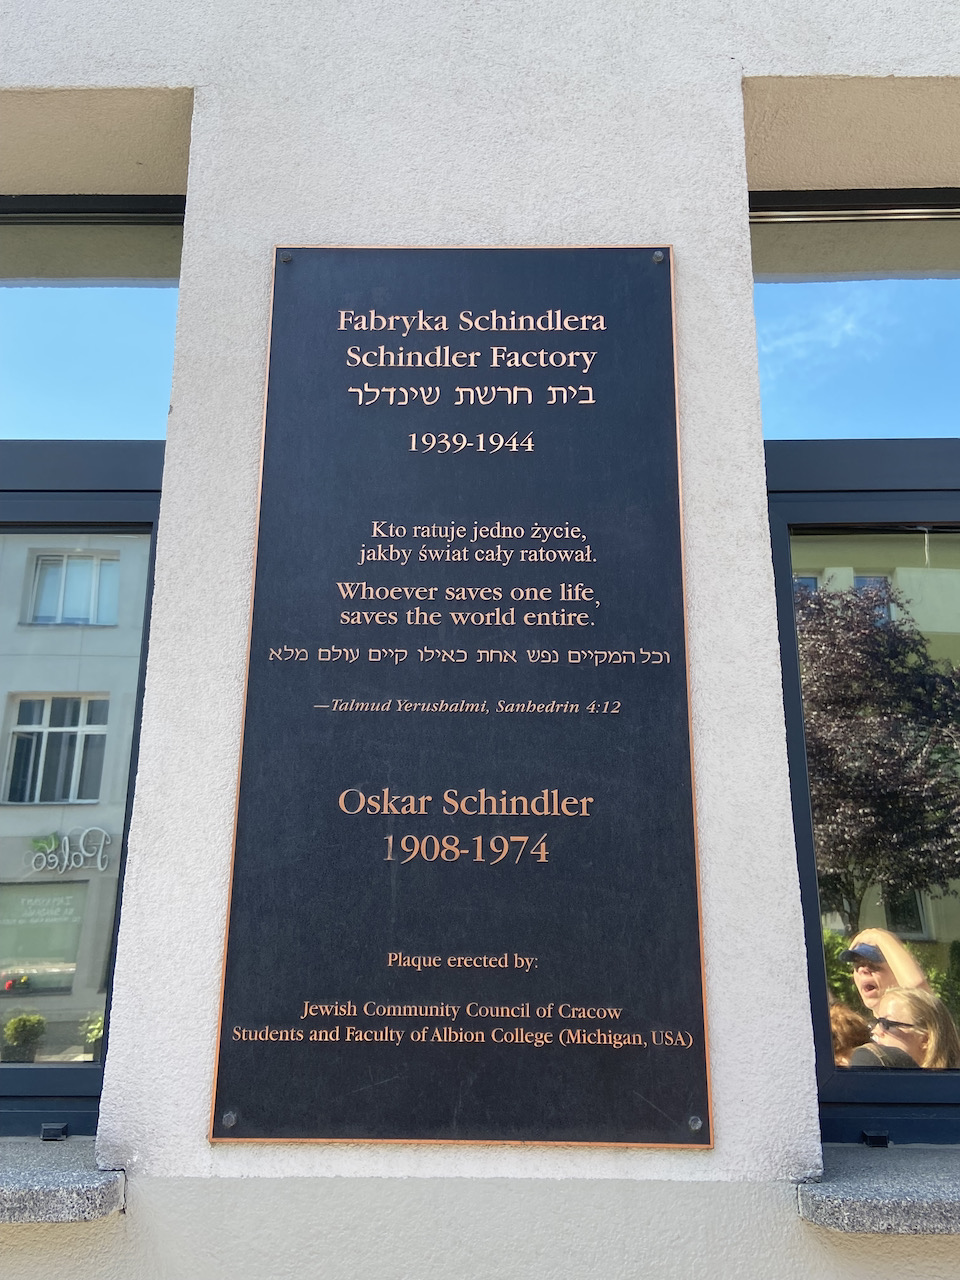 Fabryka Schindlera
Schindler Factory
בית חרשת שינדלר
1939-1944
Kto ratuje jedno życie,
jakby świat cały ratował.
Whoever saves one life,
saves the world entire.
וכל המקיים נפש אחת כאילו קיים עולם מלא
—Talmud Yerushalmi, Sanhedrin 4:12
Oskar Schindler
1908-1974
Plaque erected by:
Jewish Community Council of Cracow
Students and Faculty of Albion College (Michigan, USA)
Paleo